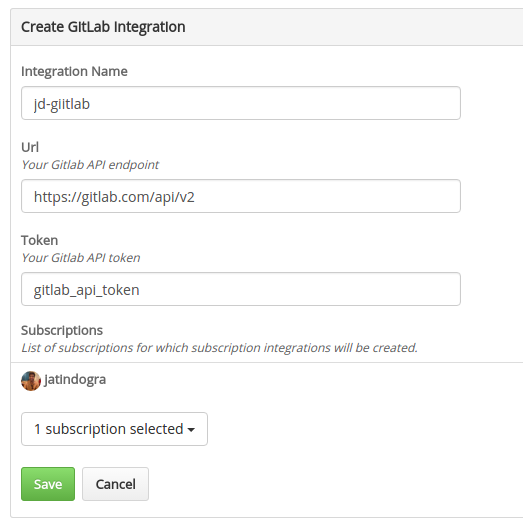 Create GitLab Integration
Integration Name
jd-giitlab
Url
Your Gitlab API endpoint
https://gitlab.com/api/v2
Token
Your Gitlab API token
gitlab_api_token
Subscriptions
List of subscriptions for which subscription integrations will be created.
jatindogra
1 subscription selected
Save Cancel